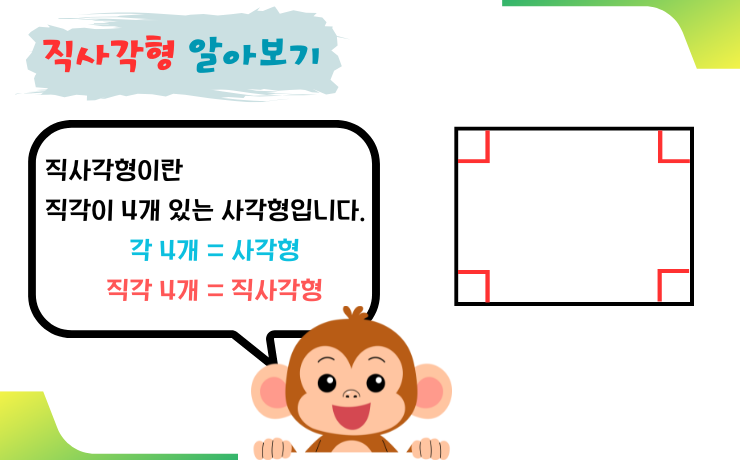 직사각형 알아보기
직사각형이란
직각이 4개 있는 사각형입니다.
각 4개 = 사각형
직각 4개 = 직사각형